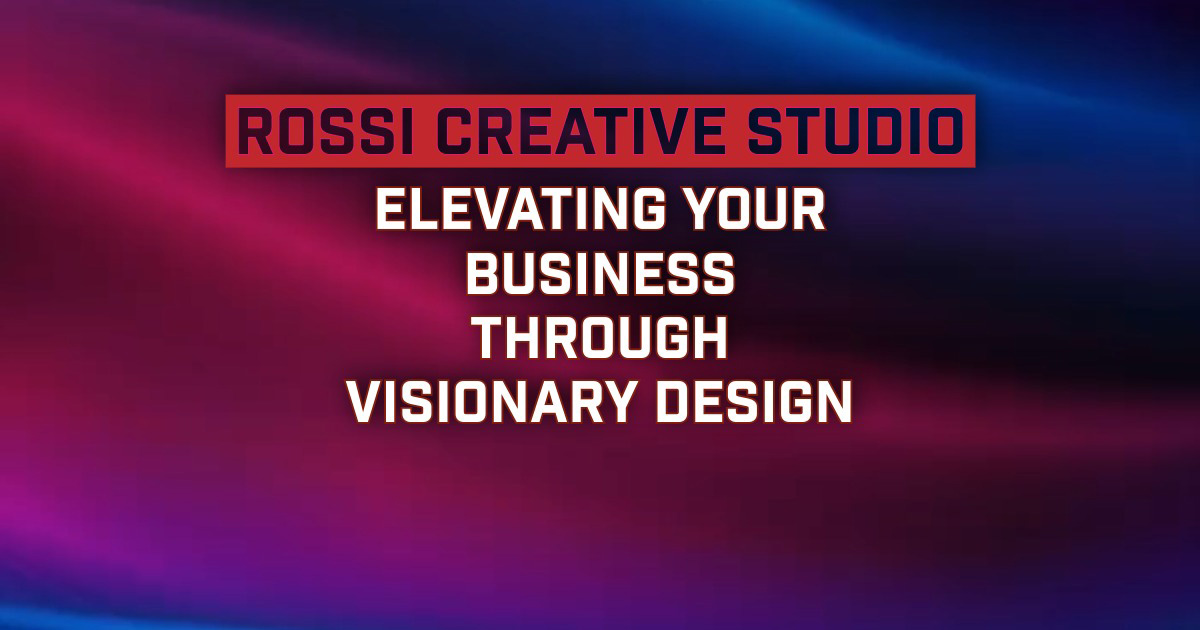 ROSSI CREATIVE STUDIO
ELEVATING YOUR
BUSINESS
THROUGH
VISIONARY DESIGN